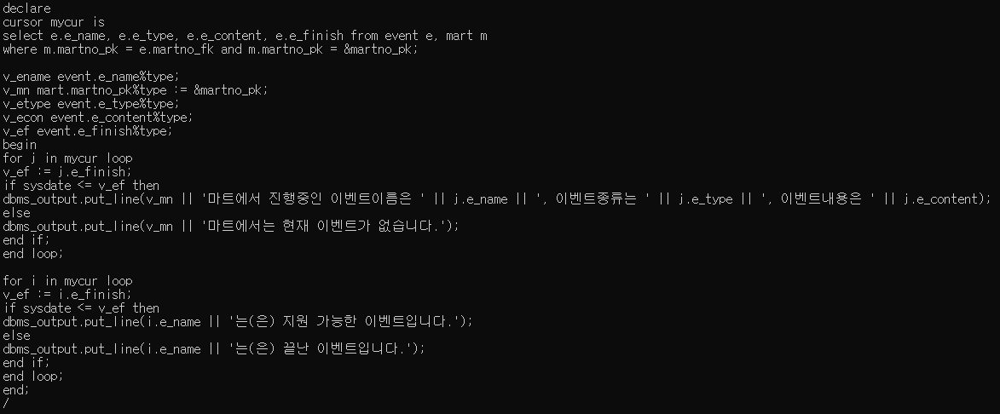 declare
cursor mycur is
select e.e_name, e.e_type, e.e_content, e.e_finish from event e, mart m
where m.martno_pk = e.martno_fk and m.martno_pk = &martno_pk;
v_ename event.e_name%type;
v_mn mart.martno_pk%type := &martno_pk;
v_etype event.e_type%type;
v_econ event.e_content%type;
v_ef event.e_finish%type;
begin
for j in mycur loop
v_ef := j.e_finish;
if sysdate <= v_ef then
dbms_output.put_line(v_mn || '마트에서 진행중인 이벤트이름은 ' || j.e_name || ', 이벤트종류는 ' || j.e_type || ', 이벤트내용은 ' || j.e_content);
else
dbms_output.put_line(v_mn || '마트에서는 현재 이벤트가 없습니다.');
end if;
end loop;
for i in mycur loop
v_ef := i.e_finish;
if sysdate <= v_ef then
dbms_output.put_line(i.e_name || '는(은) 지원 가능한 이벤트입니다.');
else
dbms_output.put_line(i.e_name || '는(은) 끝난 이벤트입니다.');
end if;
end loop;
end;
/